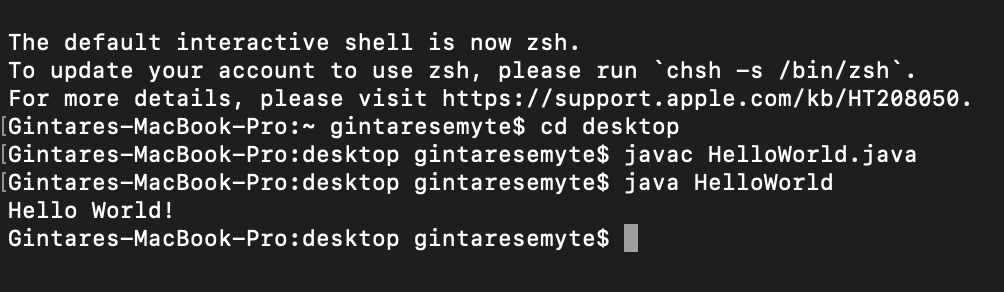 The default interactive shell is now zsh.
To update your account to use zsh, please run `chsh -s /bin/zsh`.
For more details, please visit https://support.apple.com/kb/HT208050.
[Gintares-MacBook-Pro:~ gintaresemyte$ cd desktop
[Gintares-MacBook-Pro:desktop gintaresemyte$ javac HelloWorld.java
[Gintares-MacBook-Pro:desktop gintaresemyte$ java HelloWorld
Hello World!
Gintares-MacBook-Pro:desktop gintaresemyte$